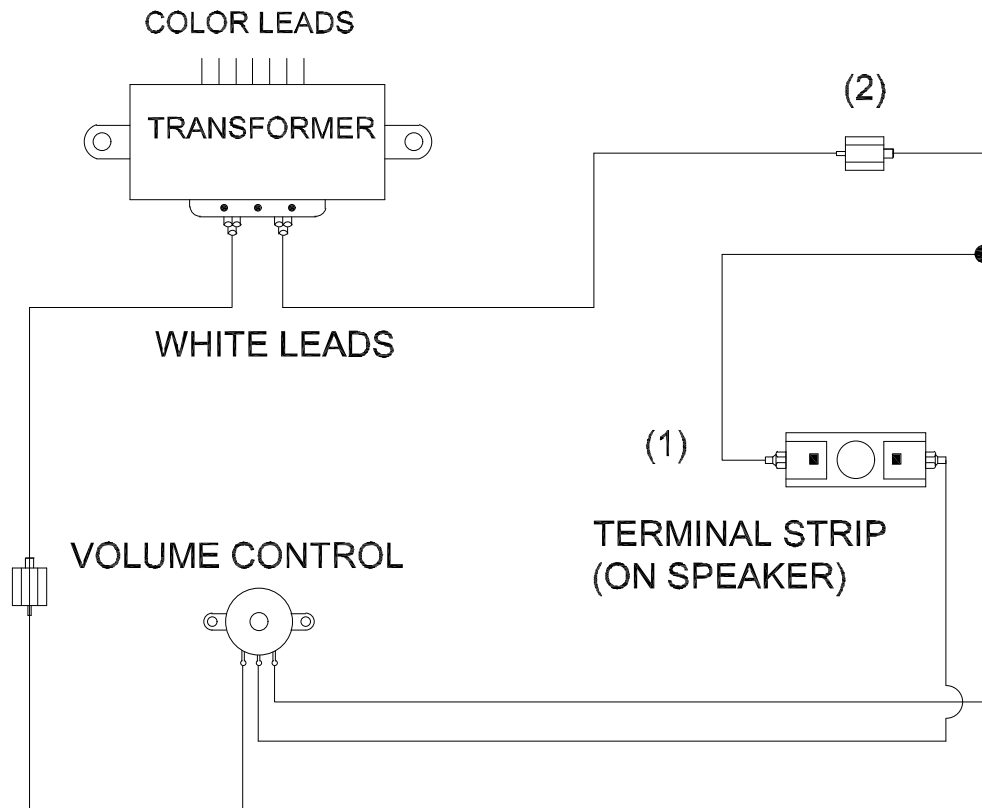 COLOR LEADS
TRANSFORMER
(2)
WHITE LEADS
(1)
TERMINAL STRIP
(ON SPEAKER)
VOLUME CONTROL